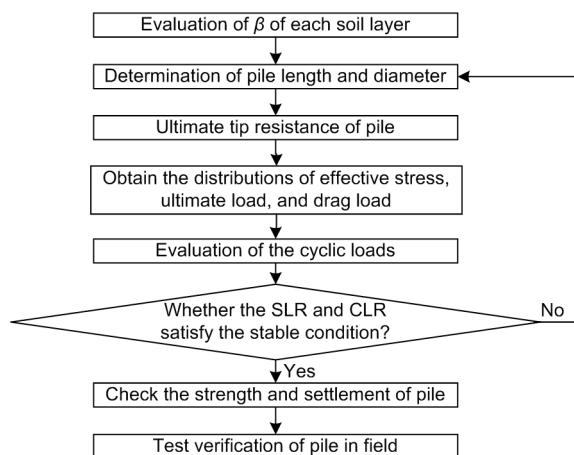 Evaluation of β of each soil layer
Determination of pile length and diameter
Ultimate tip resistance of pile
Obtain the distributions of effective stress,
ultimate load, and drag load
Evaluation of the cyclic loads
Whether the SLR and CLR
satisfy the stable condition?
No
Yes
Check the strength and settlement of pile
Test verification of pile in field